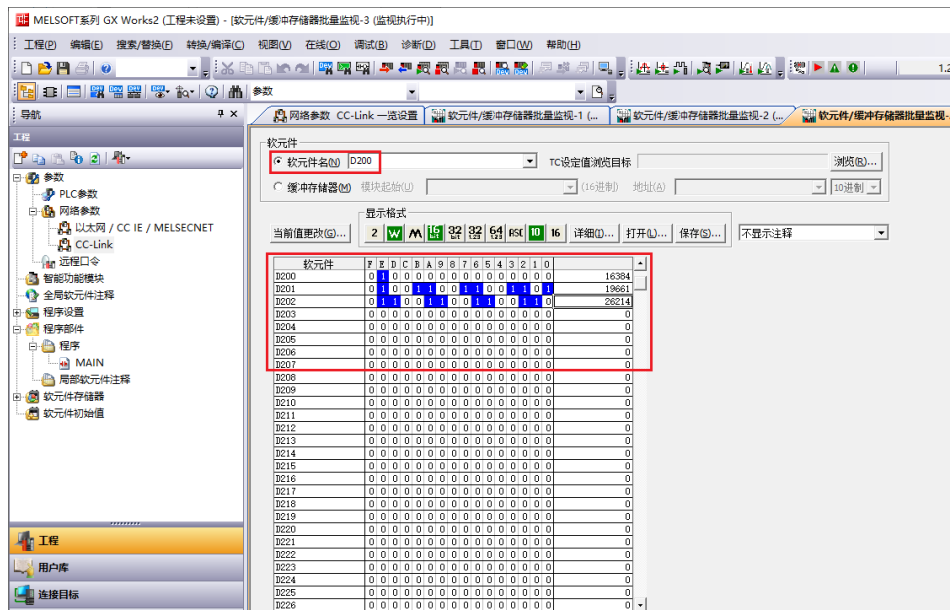 MELSOFT系列 GX Works2 (工程未设置) - [软元件/缓冲存储器批量监视-3 (监视执行中)]
工程(P) 编辑(E) 搜索/替换(F) 转换/编译(C) 视图(V) 在线(O) 调试(B) 诊断(D) 工具(T) 窗口(W) 帮助(H)
1.2
参数
导航
网络参数 CC-Link 一览设置 软元件/缓冲存储器批量监视-1 (... 软元件/缓冲存储器批量监视-2 (... 软元件/缓冲存储器批量监视-
工程
参数
PLC参数
网络参数
以太网 / CC IE / MELSECNET
CC-Link
远程口令
智能功能模块
全局软元件注释
程序设置
程序部件
程序
MAIN
局部软元件注释
软元件存储器
软元件初始值
工程
用户库
连接目标
软元件
软元件名(N) D200 TC设定值浏览目标 浏览(R)...
缓冲存储器(M) 模块起始(U) (16进制) 地址(A) 10进制
显示格式
当前值更改(G)... 2 W M 16 bit 32 bit 32 1.23 64 1.23 ASC 10 16 详细(I)... 打开(L)... 保存(S)... 不显示注释
软元件 F E D C B A 9 8 7 6 5 4 3 2 1 0
D200 0 1 0 0 0 0 0 0 0 0 0 0 0 0 0 0 16384
D201 0 1 0 0 1 1 0 0 1 1 0 0 1 1 0 1 19661
D202 0 1 1 0 0 1 1 0 0 1 1 0 0 1 1 0 26214
D203 0 0 0 0 0 0 0 0 0 0 0 0 0 0 0 0 0
D204 0 0 0 0 0 0 0 0 0 0 0 0 0 0 0 0 0
D205 0 0 0 0 0 0 0 0 0 0 0 0 0 0 0 0 0
D206 0 0 0 0 0 0 0 0 0 0 0 0 0 0 0 0 0
D207 0 0 0 0 0 0 0 0 0 0 0 0 0 0 0 0 0
D208 0 0 0 0 0 0 0 0 0 0 0 0 0 0 0 0 0
D209 0 0 0 0 0 0 0 0 0 0 0 0 0 0 0 0 0
D210 0 0 0 0 0 0 0 0 0 0 0 0 0 0 0 0 0
D211 0 0 0 0 0 0 0 0 0 0 0 0 0 0 0 0 0
D212 0 0 0 0 0 0 0 0 0 0 0 0 0 0 0 0 0
D213 0 0 0 0 0 0 0 0 0 0 0 0 0 0 0 0 0
D214 0 0 0 0 0 0 0 0 0 0 0 0 0 0 0 0 0
D215 0 0 0 0 0 0 0 0 0 0 0 0 0 0 0 0 0
D216 0 0 0 0 0 0 0 0 0 0 0 0 0 0 0 0 0
D217 0 0 0 0 0 0 0 0 0 0 0 0 0 0 0 0 0
D218 0 0 0 0 0 0 0 0 0 0 0 0 0 0 0 0 0
D219 0 0 0 0 0 0 0 0 0 0 0 0 0 0 0 0 0
D220 0 0 0 0 0 0 0 0 0 0 0 0 0 0 0 0 0
D221 0 0 0 0 0 0 0 0 0 0 0 0 0 0 0 0 0
D222 0 0 0 0 0 0 0 0 0 0 0 0 0 0 0 0 0
D223 0 0 0 0 0 0 0 0 0 0 0 0 0 0 0 0 0
D224 0 0 0 0 0 0 0 0 0 0 0 0 0 0 0 0 0
D225 0 0 0 0 0 0 0 0 0 0 0 0 0 0 0 0 0
D226 0 0 0 0 0 0 0 0 0 0 0 0 0 0 0 0 0